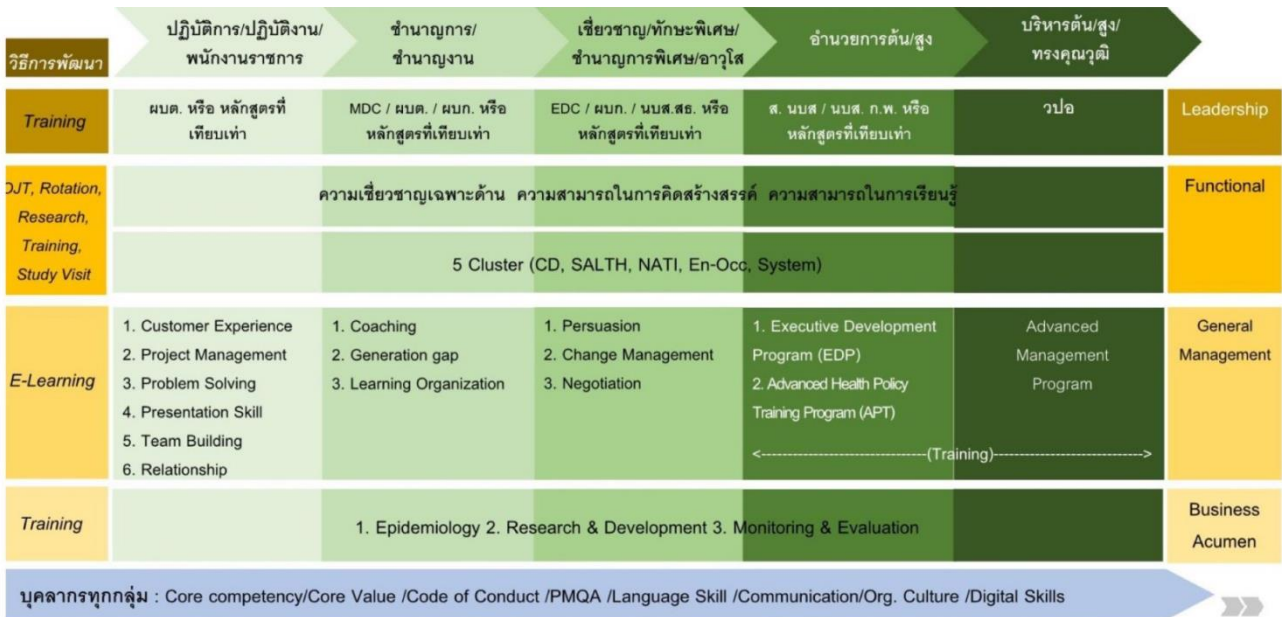 วิธีการพัฒนา
ปฏิบัติการ/ปฏิบัติงาน/
พนักงานราชการ
ชำนาญการ/
ชำนาญงาน
เชี่ยวชาญ/ทักษะพิเศษ/
ชำนาญการพิเศษ/อาวุโส
อำนวยการต้น/สูง
บริหารต้น/สูง/
ทรงคุณวุฒิ
Training
ผบต. หรือ หลักสูตรที่
เทียบเท่า
MDC / ผบต. / ผบก. หรือ
หลักสูตรที่เทียบเท่า
EDC / ผบก. / นบส.สธ. หรือ
หลักสูตรที่เทียบเท่า
ส. นบส / นบส. ก.พ. หรือ
หลักสูตรที่เทียบเท่า
วปอ
Leadership
OJT, Rotation,
Research,
Training,
Study Visit
ความเชี่ยวชาญเฉพาะด้าน ความสามารถในการคิดสร้างสรรค์ ความสามารถในการเรียนรู้
5 Cluster (CD, SALTH, NATI, En-Occ, System)
Functional
E-Learning
1. Customer Experience
2. Project Management
3. Problem Solving
4. Presentation Skill
5. Team Building
6. Relationship
1. Coaching
2. Generation gap
3. Learning Organization
1. Persuasion
2. Change Management
3. Negotiation
1. Executive Development
Program (EDP)
2. Advanced Health Policy
Training Program (APT)
Advanced
Management
Program
<--------------------------------(Training)---------------------------->
General
Management
Training
1. Epidemiology 2. Research & Development 3. Monitoring & Evaluation
Business
Acumen
บุคลากรทุกกลุ่ม : Core competency/Core Value /Code of Conduct /PMQA /Language Skill /Communication/Org. Culture /Digital Skills